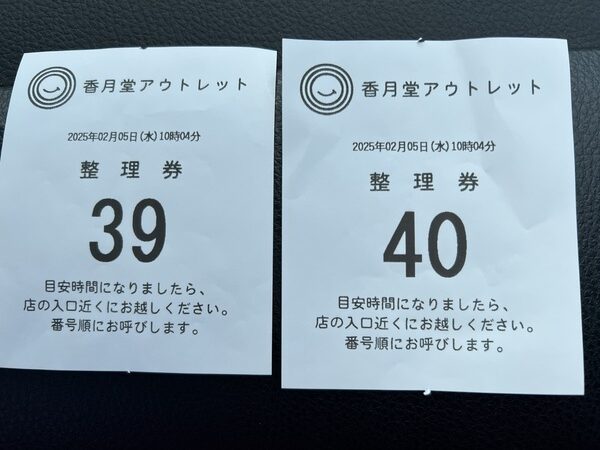 香月堂アウトレット
2025年02月05日(水)10時04分
整理券
39
目安時間になりましたら、
店の入口近くにお越しください。
番号順にお呼びします。
香月堂アウトレット
2025年02月05日(水)10時04分
整理券
40
目安時間になりましたら、
店の入口近くにお越しください。
番号順にお呼びします。